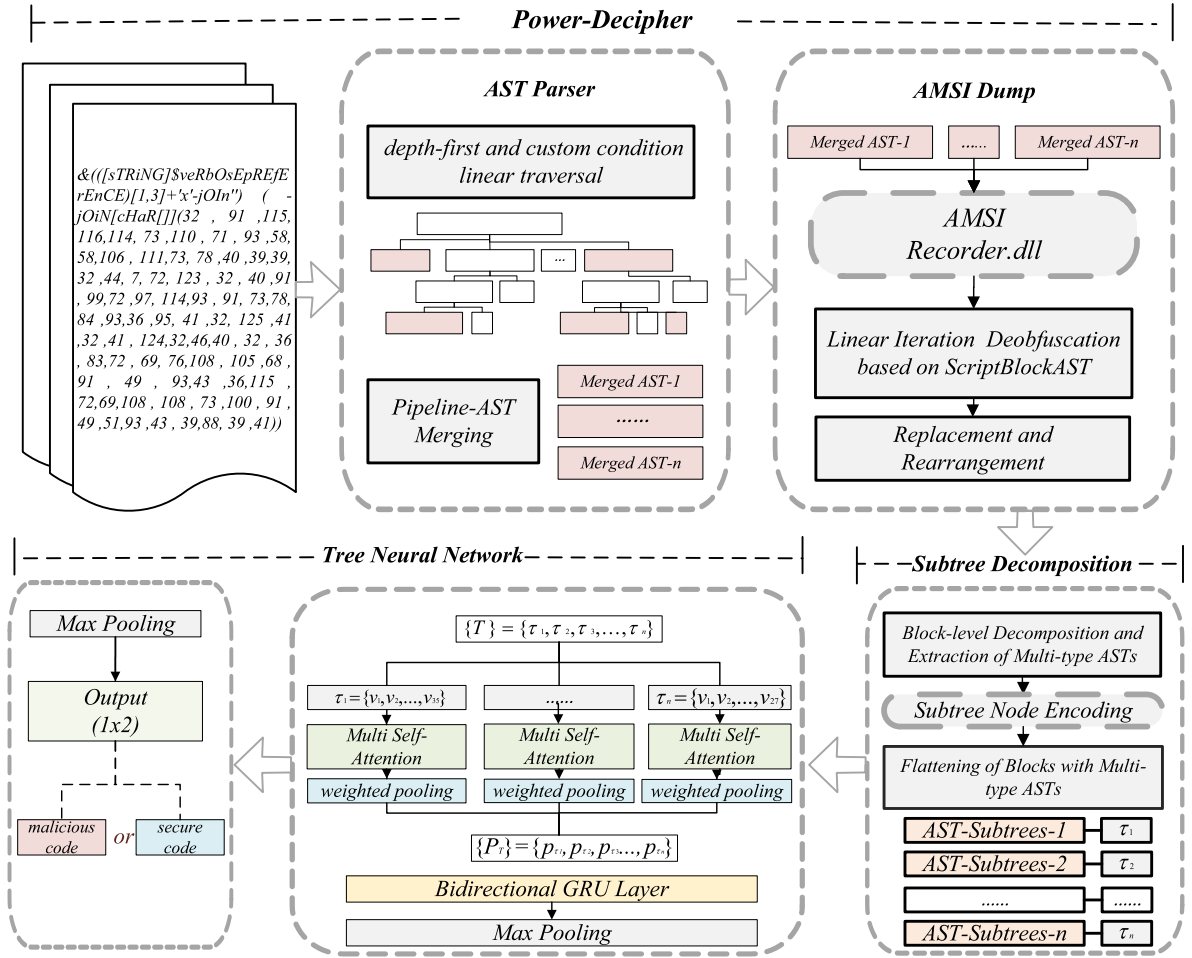 Power-Decipher
&(([sTRiNG]$veRbOsEpREfE
rEnCE)[1,3]+'x'-jOIn'') ( -
jOiN[cHaR[]](32 , 91 ,115,
116,114, 73 ,110 , 71 , 93 ,58,
58,106 , 111,73, 78 ,40 ,39,39,
32 ,44, 7, 72, 123 , 32 , 40 ,91
, 99,72 ,97, 114,93 , 91, 73,78,
84 ,93,36 , 95, 41 ,32, 125 ,41
,32 ,41 , 124,32,46,40 , 32 , 36
, 83,72 , 69, 76,108 , 105 ,68 ,
91 , 49 , 93,43 ,36,115 ,
72,69,108 , 108 , 73 ,100 , 91 ,
49 ,51,93 ,43 , 39,88, 39 ,41))
AST Parser
depth-first and custom condition
linear traversal
...
Pipeline-AST
Merging
Merged AST-1
......
Merged AST-n
AMSI Dump
Merged AST-1
......
Merged AST-n
AMSI
Recorder.dll
Linear Iteration Deobfuscation
based on ScriptBlockAST
Replacement and
Rearrangement
Subtree Decomposition
Block-level Decomposition and
Extraction of Multi-type ASTs
Subtree Node Encoding
Flattening of Blocks with Multi-
type ASTs
AST-Subtrees-1 τ₁
AST-Subtrees-2 τ₂
...... ......
AST-Subtrees-n τₙ
Tree Neural Network
{T} = {τ₁,τ₂,τ₃,...,τₙ}
τ₁={v₁,v₂,...,v₃₅}
......
τₙ={v₁,v₂,...,v₂₇}
Multi Self-
Attention
Multi Self-
Attention
Multi Self-
Attention
weighted pooling
weighted pooling
weighted pooling
{P_T}={p_τ₁,p_τ₂,p_τ₃...,p_τₙ}
Bidirectional GRU Layer
Max Pooling
Max Pooling
Output
(1x2)
malicious
code
or
secure
code